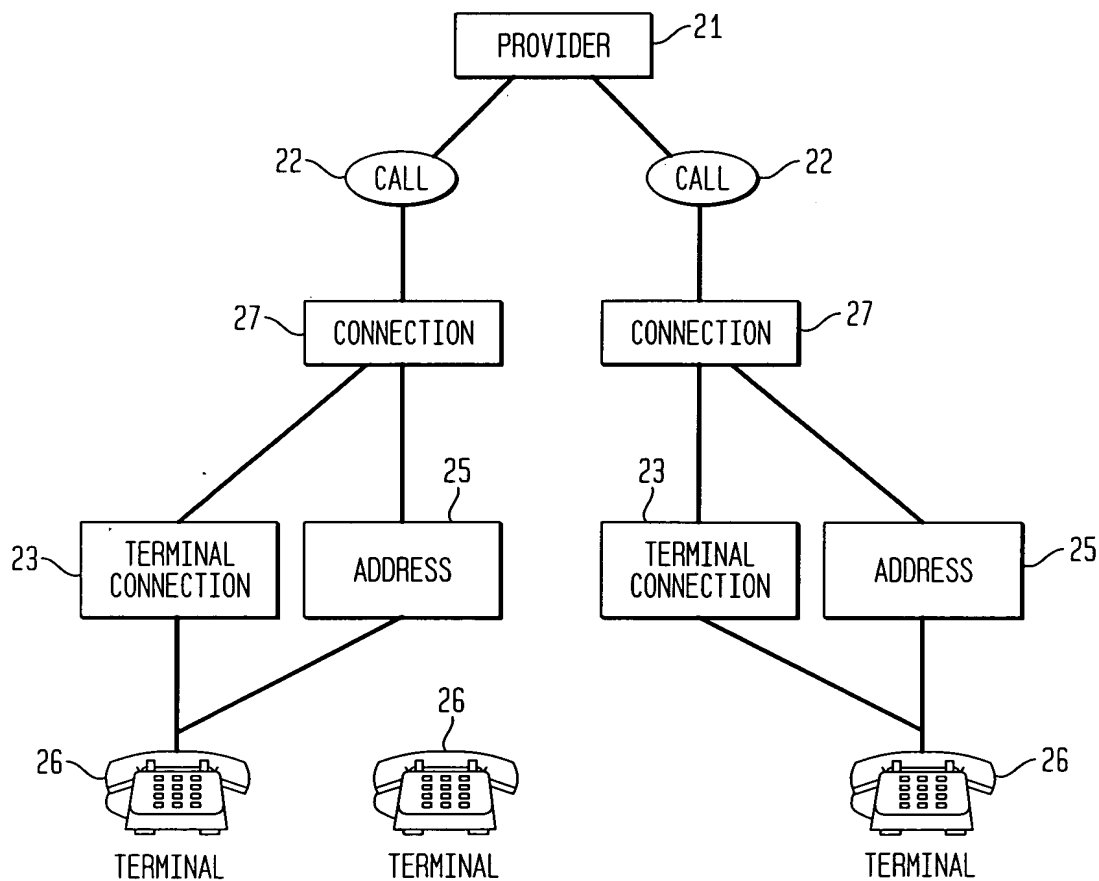 PROVIDER
21
22
CALL
CALL
22
27
CONNECTION
CONNECTION
27
25
23
23
TERMINAL
CONNECTION
ADDRESS
TERMINAL
CONNECTION
ADDRESS
25
26
26
26
TERMINAL
TERMINAL
TERMINAL